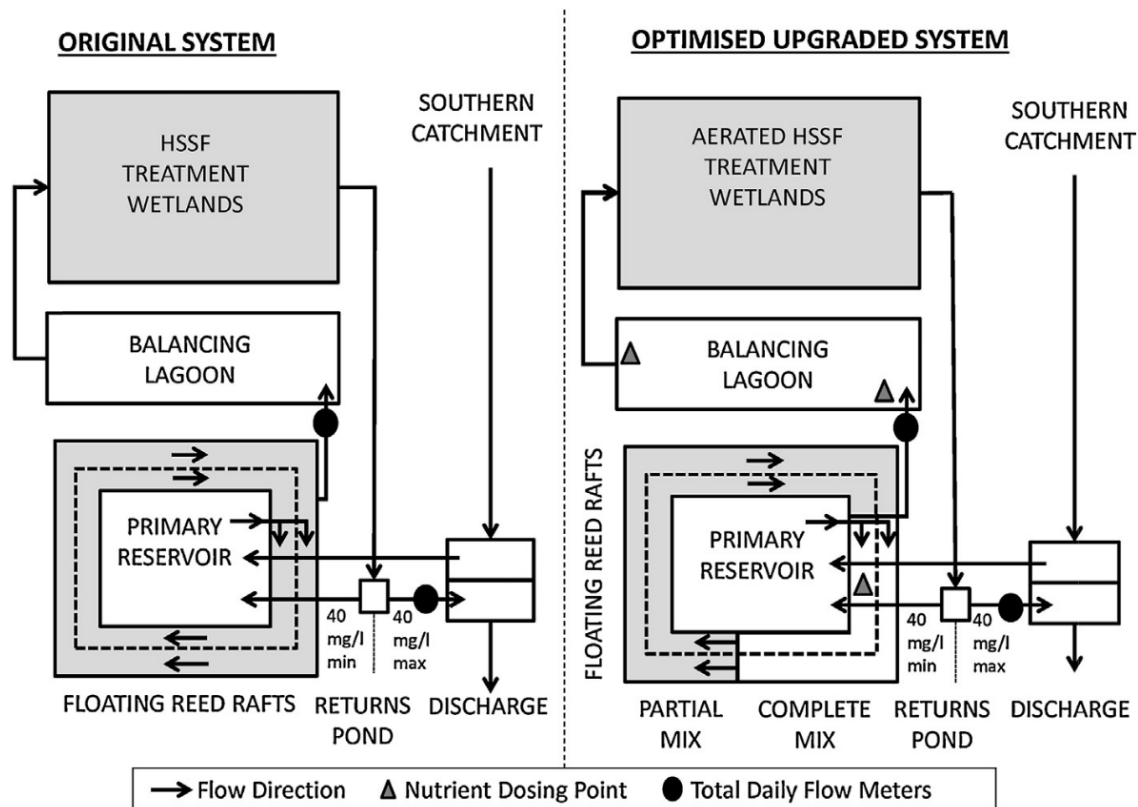 ORIGINAL SYSTEM
HSSF
TREATMENT
WETLANDS
SOUTHERN
CATCHMENT
BALANCING
LAGOON
PRIMARY
RESERVOIR
40
mg/l
min
40
mg/l
max
FLOATING REED RAFTS
RETURNS
POND
DISCHARGE
OPTIMISED UPGRADED SYSTEM
AERATED HSSF
TREATMENT
WETLANDS
SOUTHERN
CATCHMENT
BALANCING
LAGOON
FLOATING REED RAFTS
PRIMARY
RESERVOIR
40
mg/l
min
40
mg/l
max
PARTIAL
MIX
COMPLETE
MIX
RETURNS
POND
DISCHARGE
Flow Direction
Nutrient Dosing Point
Total Daily Flow Meters